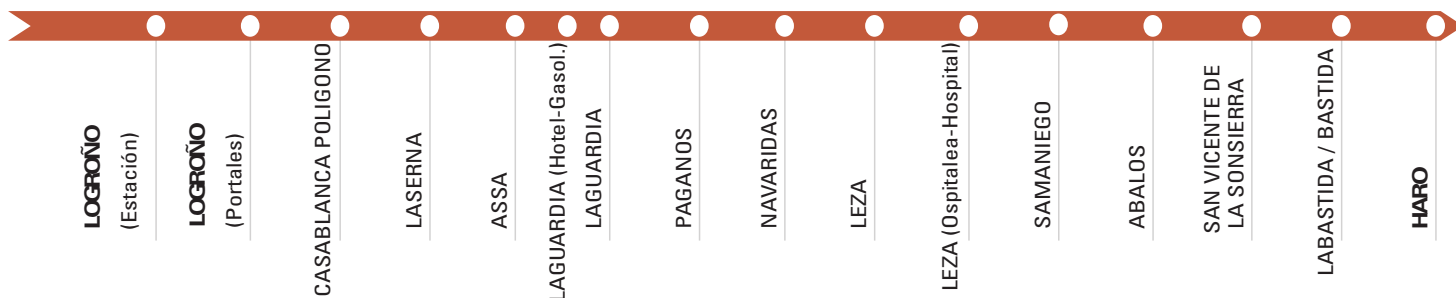 LOGROÑO
(Estación)
LOGROÑO
(Portales)
CASABLANCA POLIGONO
LASERNA
ASSA
LAGUARDIA (Hotel-Gasol.)
LAGUARDIA
PAGANOS
NAVARIDAS
LEZA
LEZA (Ospitalea-Hospital)
SAMANIEGO
ABALOS
SAN VICENTE DE
LA SONSIERRA
LABASTIDA / BASTIDA
HARO